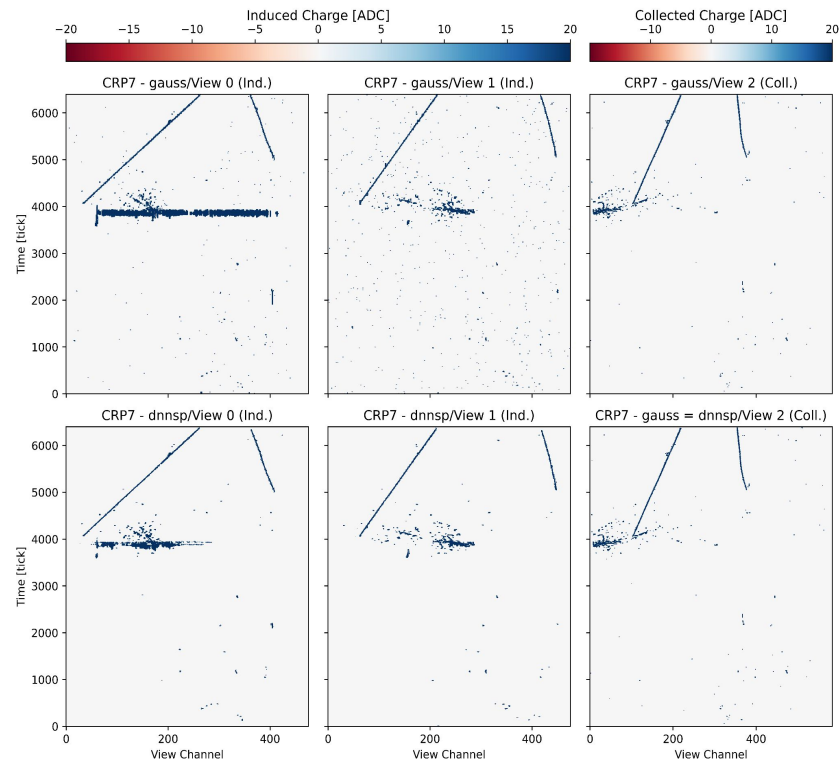 Induced Charge [ADC]
−20 −15 −10 −5 0 5 10 15 20
Collected Charge [ADC]
−10 0 10 20
CRP7 - gauss/View 0 (Ind.)
CRP7 - gauss/View 1 (Ind.)
CRP7 - gauss/View 2 (Coll.)
Time [tick]
6000
5000
4000
3000
2000
1000
0
CRP7 - dnnsp/View 0 (Ind.)
CRP7 - dnnsp/View 1 (Ind.)
CRP7 - gauss = dnnsp/View 2 (Coll.)
Time [tick]
6000
5000
4000
3000
2000
1000
0
0 200 400
0 200 400
0 200 400
View Channel
View Channel
View Channel